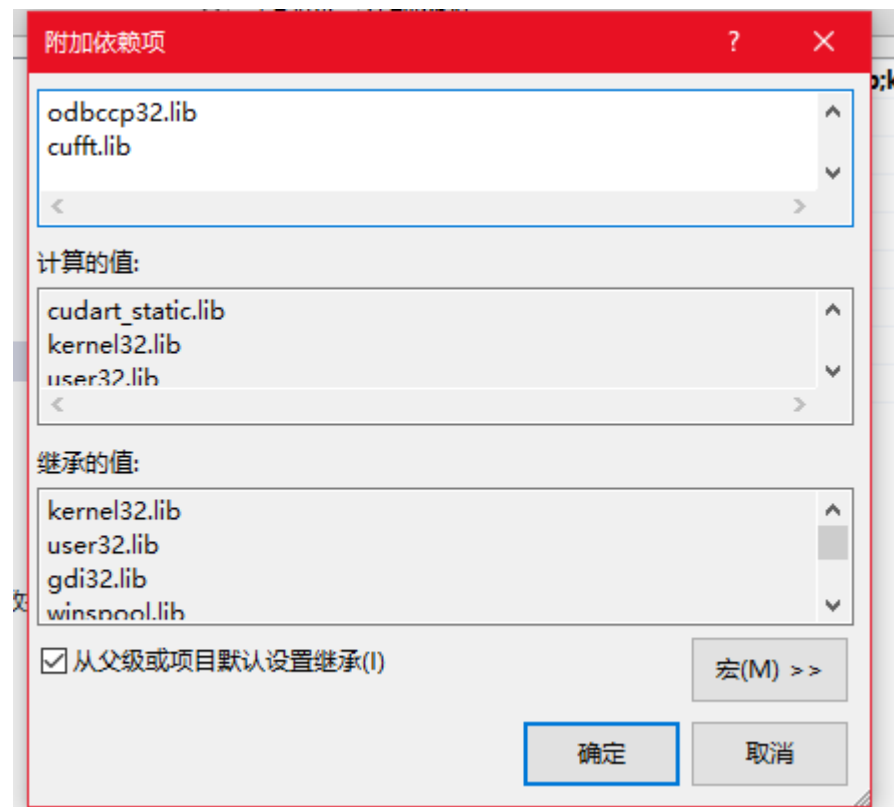 附加依赖项
odbccp32.lib
cufft.lib
计算的值:
cudart_static.lib
kernel32.lib
user32.lib
继承的值:
kernel32.lib
user32.lib
gdi32.lib
winspool.lib
从父级或项目默认设置继承(I)
宏(M) >>
确定
取消